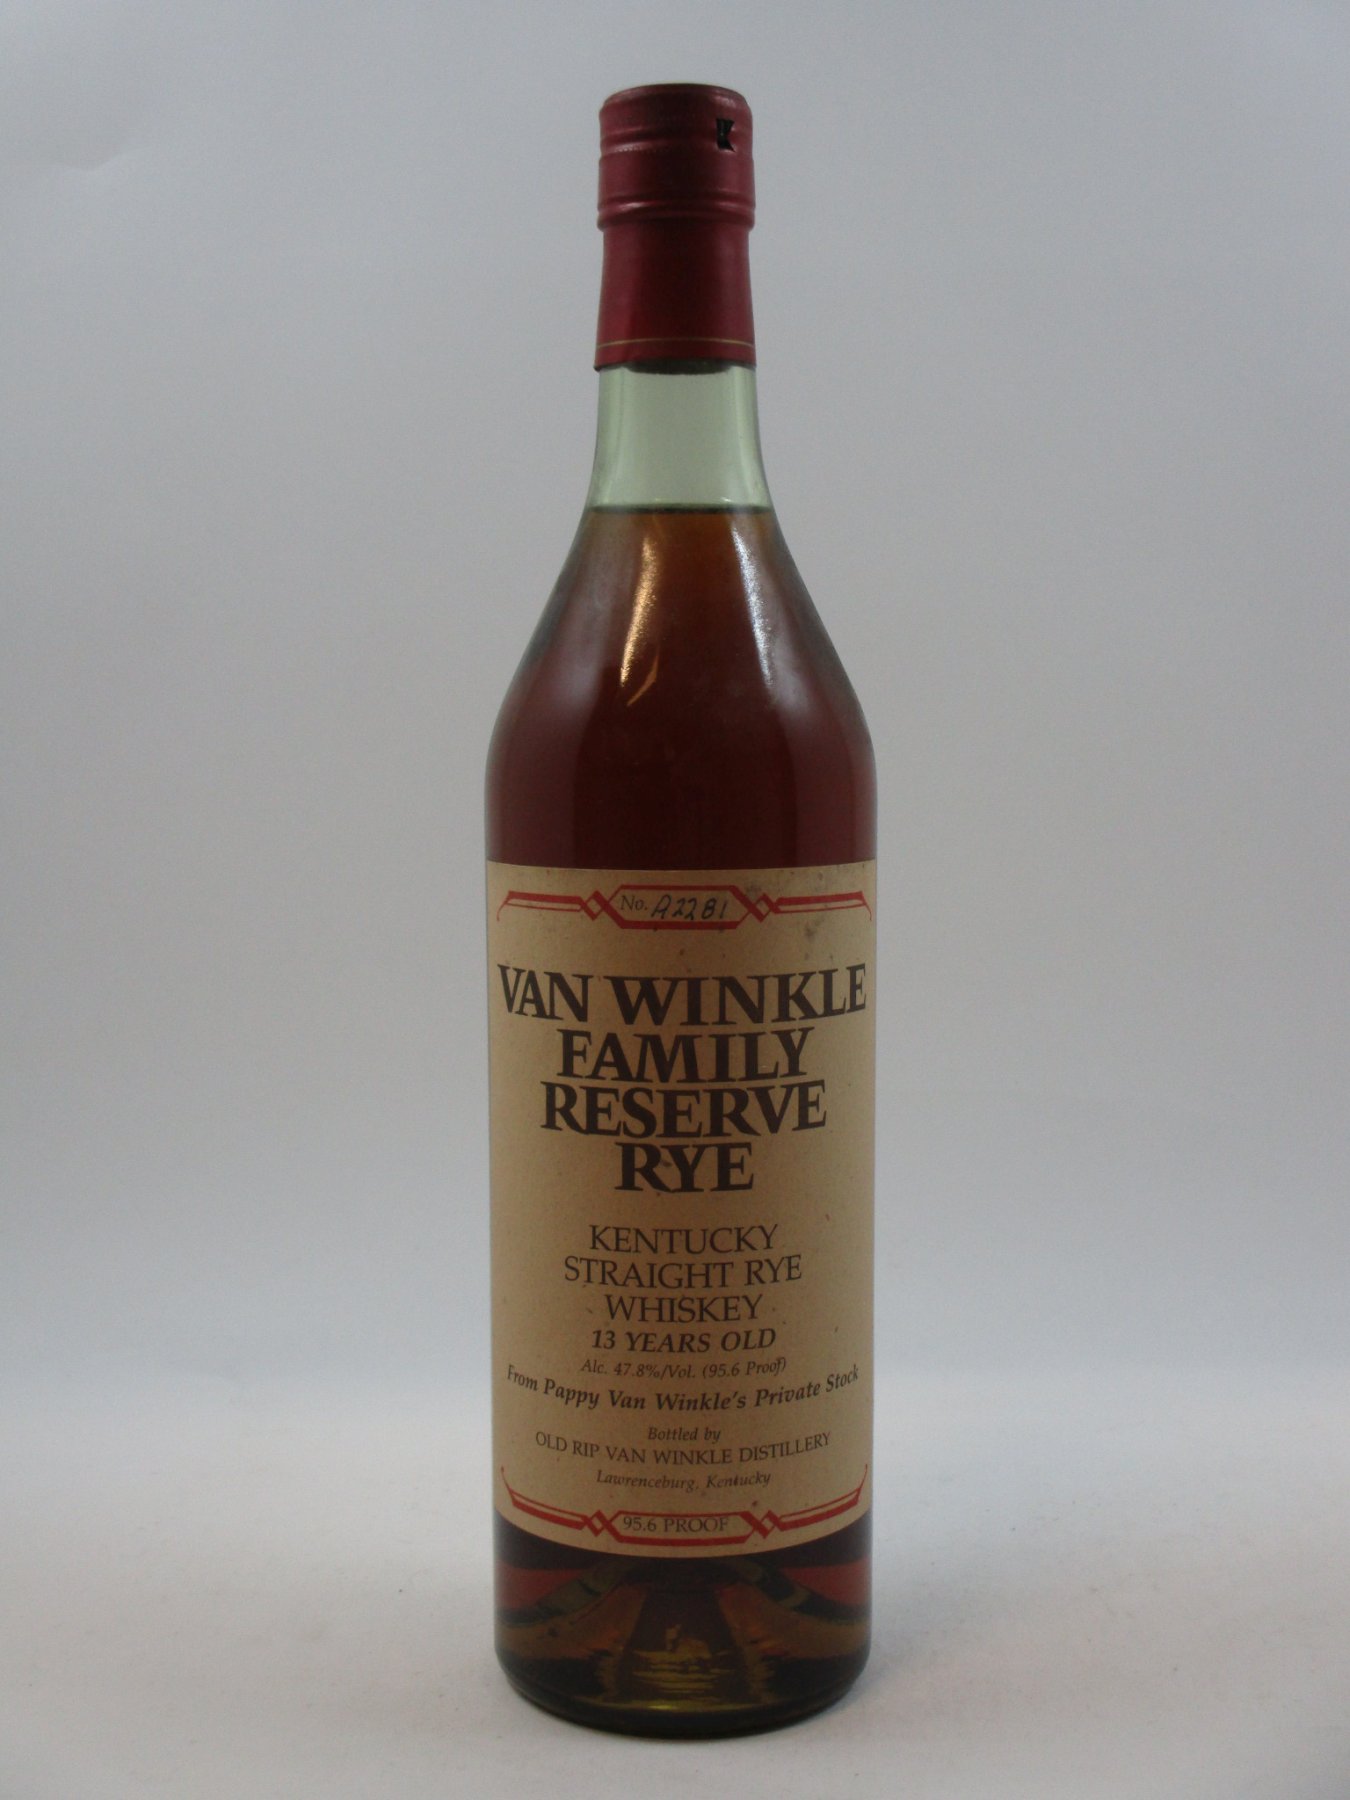 No. A2281
VAN WINKLE
FAMILY
RESERVE
RYE
KENTUCKY
STRAIGHT RYE
WHISKEY
13 YEARS OLD
Alc. 47.8%/Vol. (95.6 Proof)
From Pappy Van Winkle's Private Stock
Bottled by
OLD RIP VAN WINKLE DISTILLERY
Lawrenceburg, Kentucky
95.6 PROOF